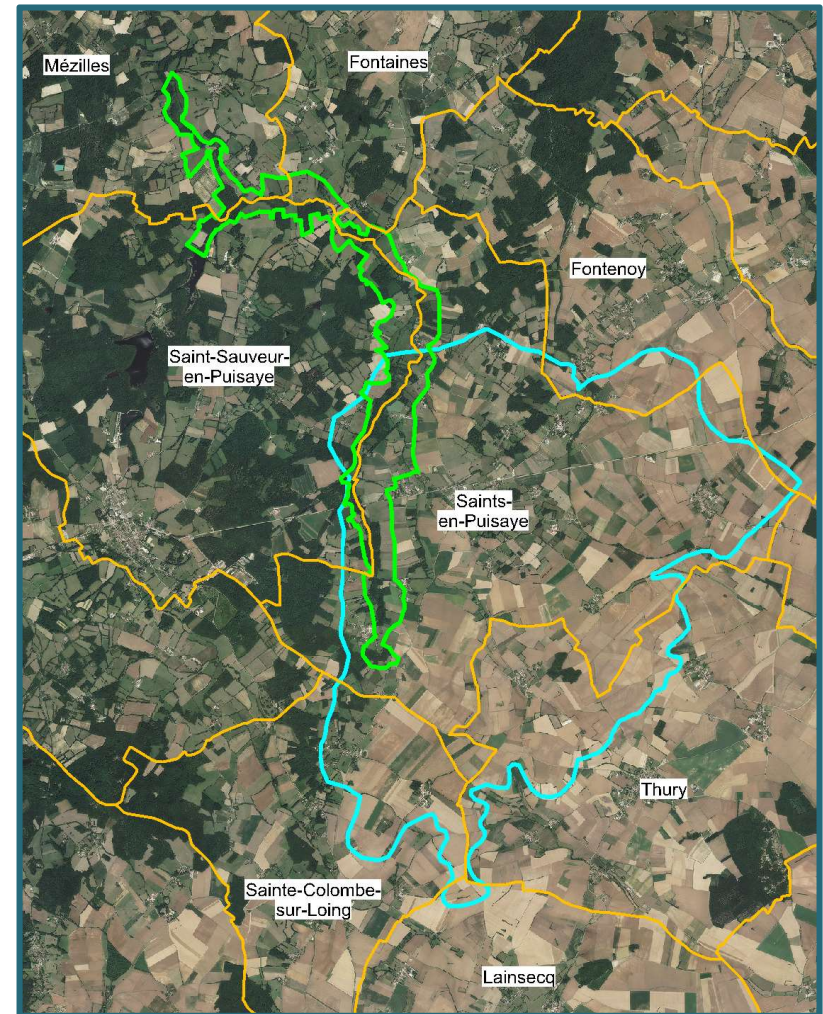 Mézilles
Fontaines
Fontenoy
Saint-Sauveur-
en-Puisaye
Saints-
en-Puisaye
Thury
Sainte-Colombe-
sur-Loing
Lainsecq